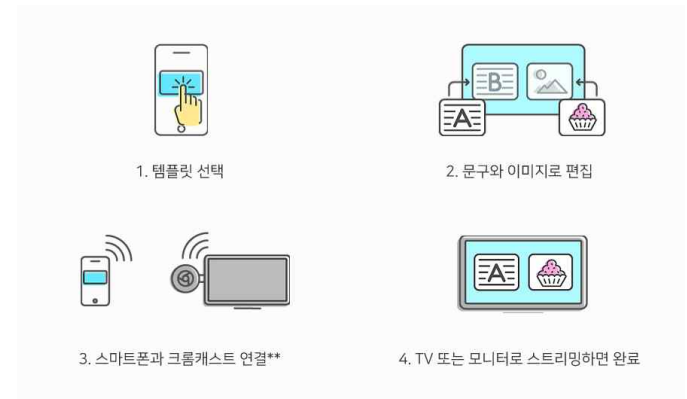 B
A
1. 템플릿 선택
2. 문구와 이미지로 편집
A
3. 스마트폰과 크롬캐스트 연결**
4. TV 또는 모니터로 스트리밍하면 완료